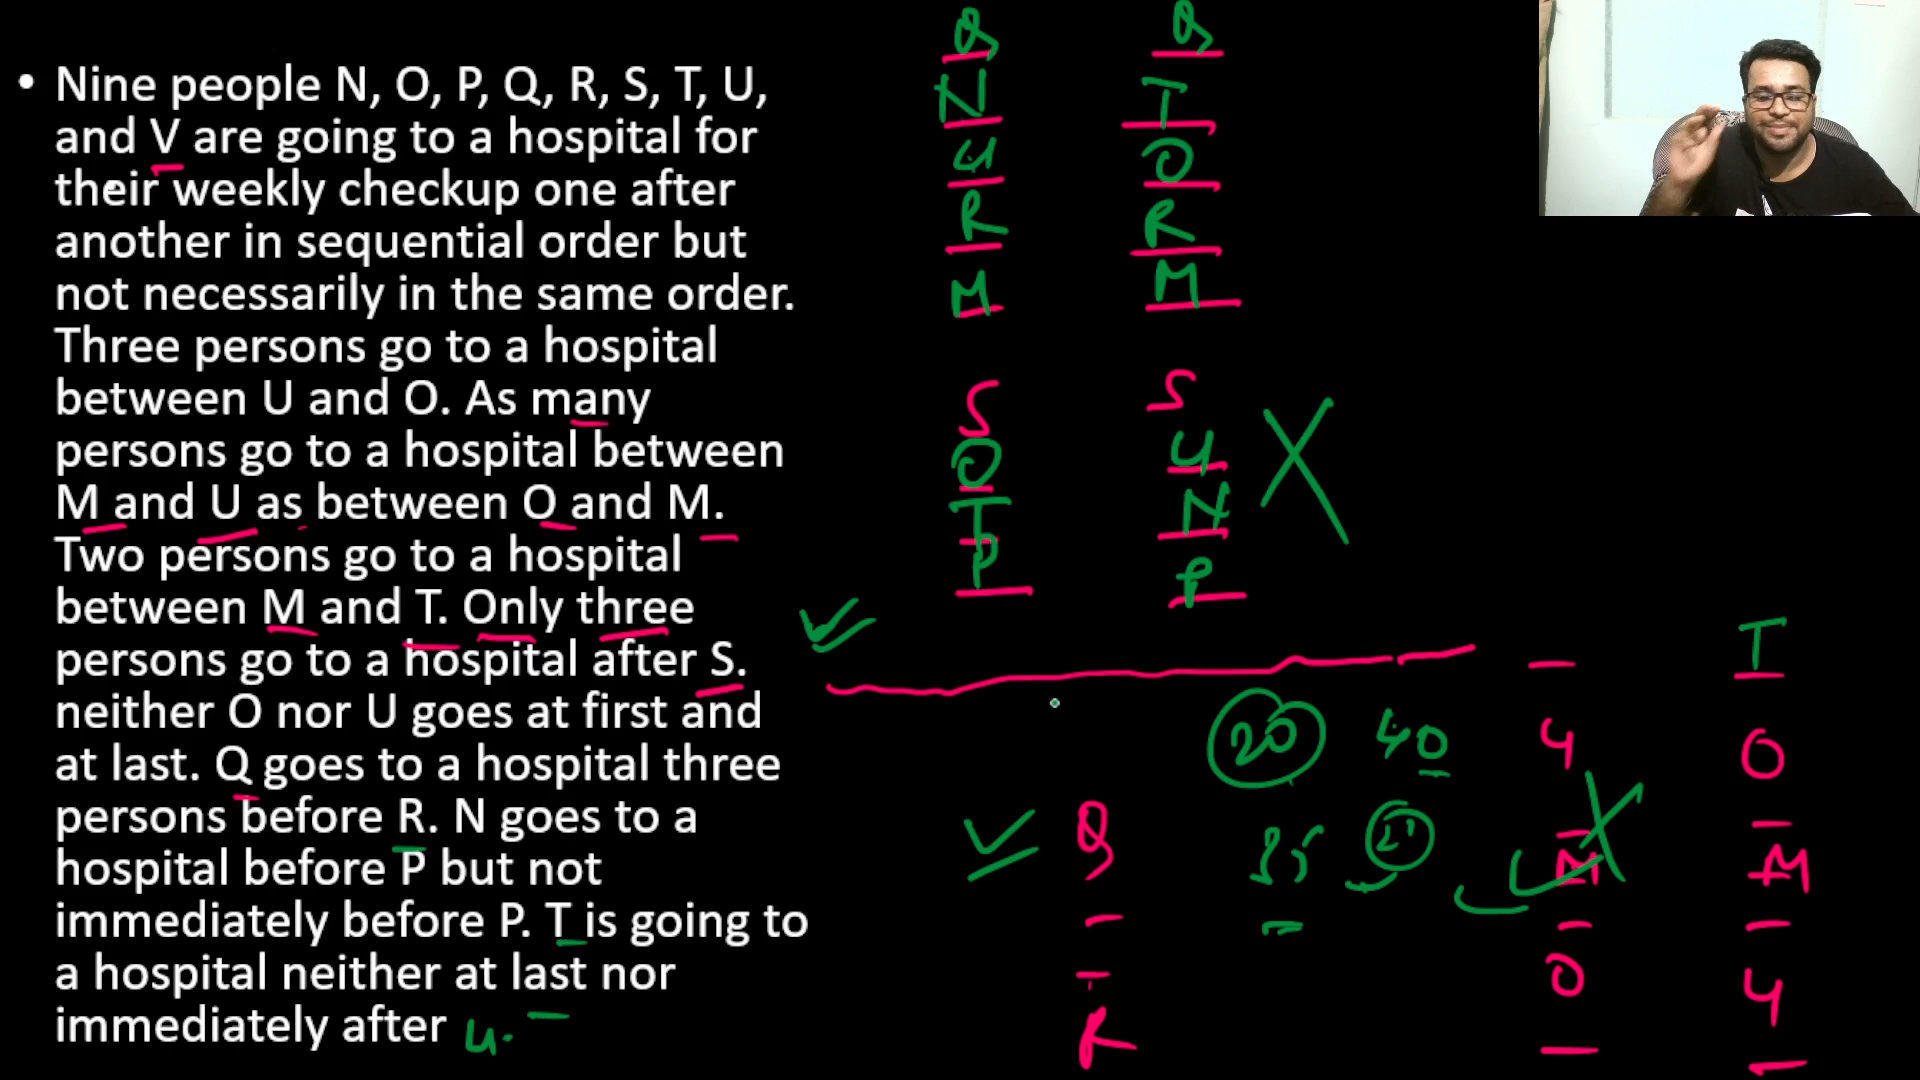 • Nine people N, O, P, Q, R, S, T, U,
and V are going to a hospital for
their weekly checkup one after
another in sequential order but
not necessarily in the same order.
Three persons go to a hospital
between U and O. As many
persons go to a hospital between
M and U as between O and M.
Two persons go to a hospital
between M and T. Only three
persons go to a hospital after S.
neither O nor U goes at first and
at last. Q goes to a hospital three
persons before R. N goes to a
hospital before P but not
immediately before P. T is going to
a hospital neither at last nor
immediately after u.
Q
N
U
R
M
S
O
T
P
Q
T
O
R
M
S
U
N
P
20
40
35
Q
R
U
M
O
T
O
M
U